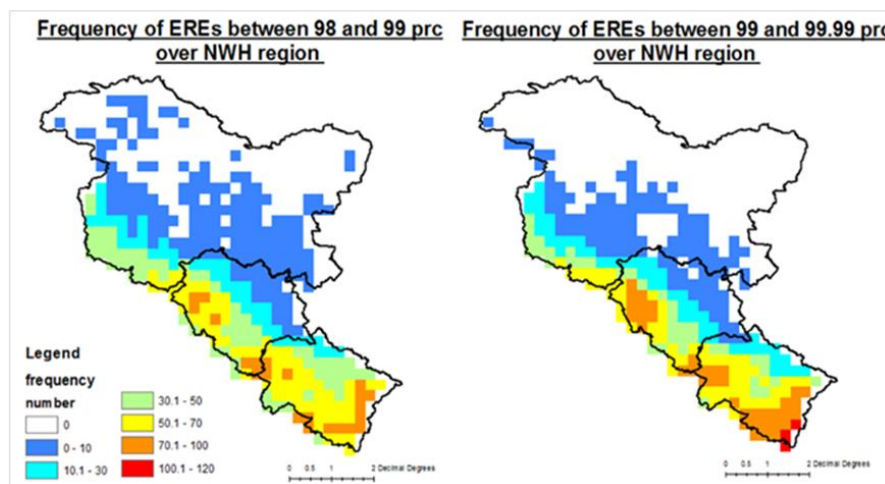 Frequency of EREs between 98 and 99 prc
over NWH region
Frequency of EREs between 99 and 99.99 prc
over NWH region
Legend
frequency
number
0
0 - 10
10.1 - 30
30.1 - 50
50.1 - 70
70.1 - 100
100.1 - 120
0 0.5 1 2 Decimal Degrees
0 0.5 1 2 Decimal Degrees